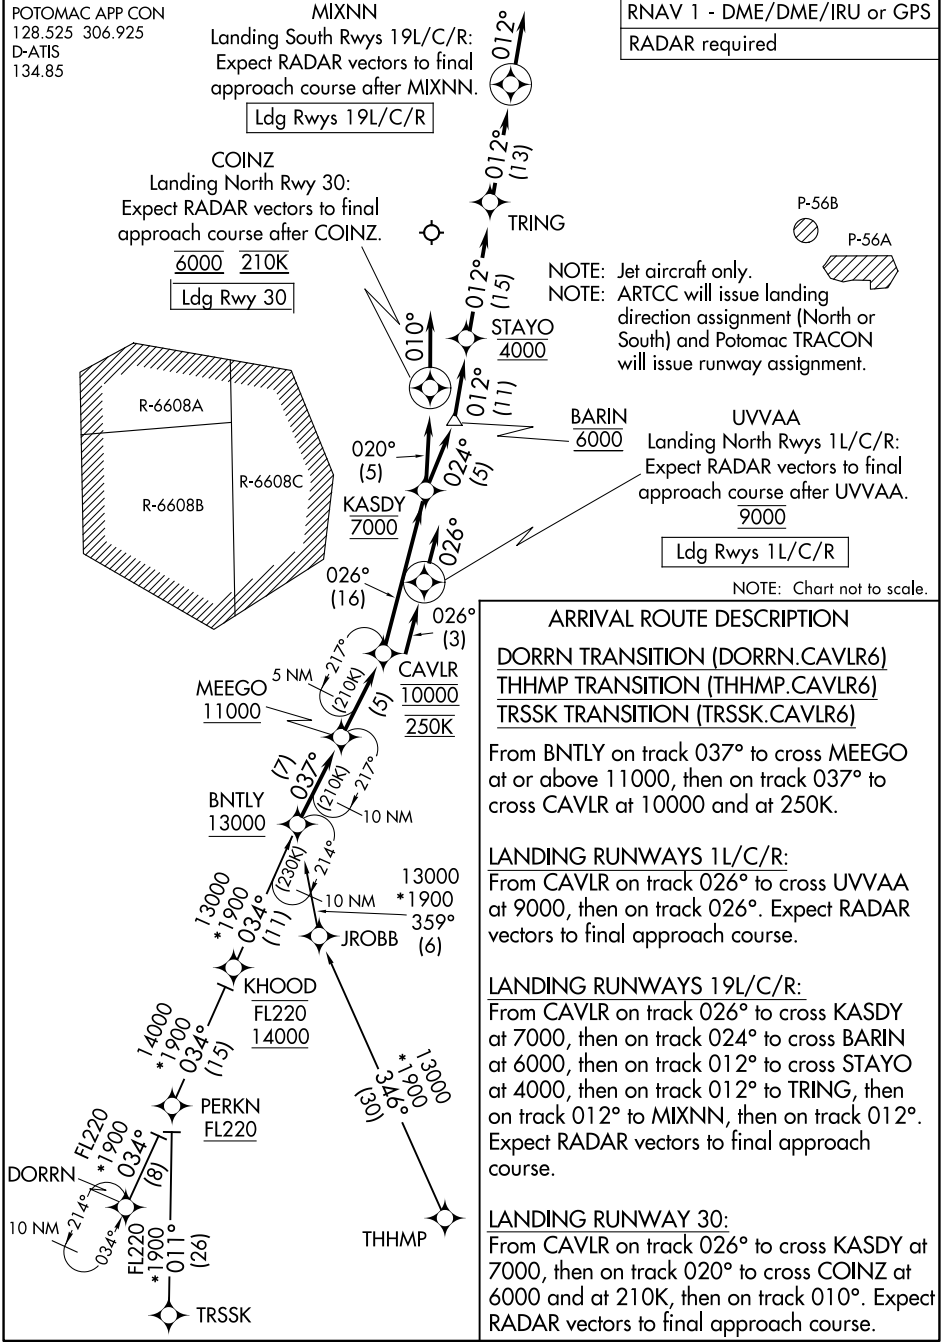 POTOMAC APP CON
128.525 306.925
D-ATIS
134.85
MIXNN
Landing South Rwys 19L/C/R:
Expect RADAR vectors to final
approach course after MIXNN.
Ldg Rwys 19L/C/R
RNAV 1 - DME/DME/IRU or GPS
RADAR required
012°
012°
(13)
TRING
COINZ
Landing North Rwy 30:
Expect RADAR vectors to final
approach course after COINZ.
6000 210K
Ldg Rwy 30
P-56B
P-56A
NOTE: Jet aircraft only.
NOTE: ARTCC will issue landing
direction assignment (North or
South) and Potomac TRACON
will issue runway assignment.
012°
(15)
STAYO
4000
010°
012°
(11)
BARIN
6000
R-6608A
R-6608B
R-6608C
020°
(5)
024°
(5)
KASDY
7000
UVVAA
Landing North Rwys 1L/C/R:
Expect RADAR vectors to final
approach course after UVVAA.
9000
Ldg Rwys 1L/C/R
NOTE: Chart not to scale.
026°
026°
(16)
026°
(3)
CAVLR
10000
250K
5 NM
217°
(210K)
(5)
MEEGO
11000
(7)
037°
(210K)
217°
10 NM
BNTLY
13000
(230K)
214°
10 NM
13000
*1900
359°
(6)
JROBB
13000
*1900
034°
(11)
KHOOD
FL220
14000
14000
*1900
034°
(15)
13000
*1900
346°
(30)
PERKN
FL220
FL220
*1900
034°
(8)
DORRN
10 NM
214°
034°
FL220
*1900
011°
(26)
TRSSK
THHMP
ARRIVAL ROUTE DESCRIPTION
DORRN TRANSITION (DORRN.CAVLR6)
THHMP TRANSITION (THHMP.CAVLR6)
TRSSK TRANSITION (TRSSK.CAVLR6)
From BNTLY on track 037° to cross MEEGO
at or above 11000, then on track 037° to
cross CAVLR at 10000 and at 250K.
LANDING RUNWAYS 1L/C/R:
From CAVLR on track 026° to cross UVVAA
at 9000, then on track 026°. Expect RADAR
vectors to final approach course.
LANDING RUNWAYS 19L/C/R:
From CAVLR on track 026° to cross KASDY
at 7000, then on track 024° to cross BARIN
at 6000, then on track 012° to cross STAYO
at 4000, then on track 012° to TRING, then
on track 012° to MIXNN, then on track 012°.
Expect RADAR vectors to final approach
course.
LANDING RUNWAY 30:
From CAVLR on track 026° to cross KASDY at
7000, then on track 020° to cross COINZ at
6000 and at 210K, then on track 010°. Expect
RADAR vectors to final approach course.